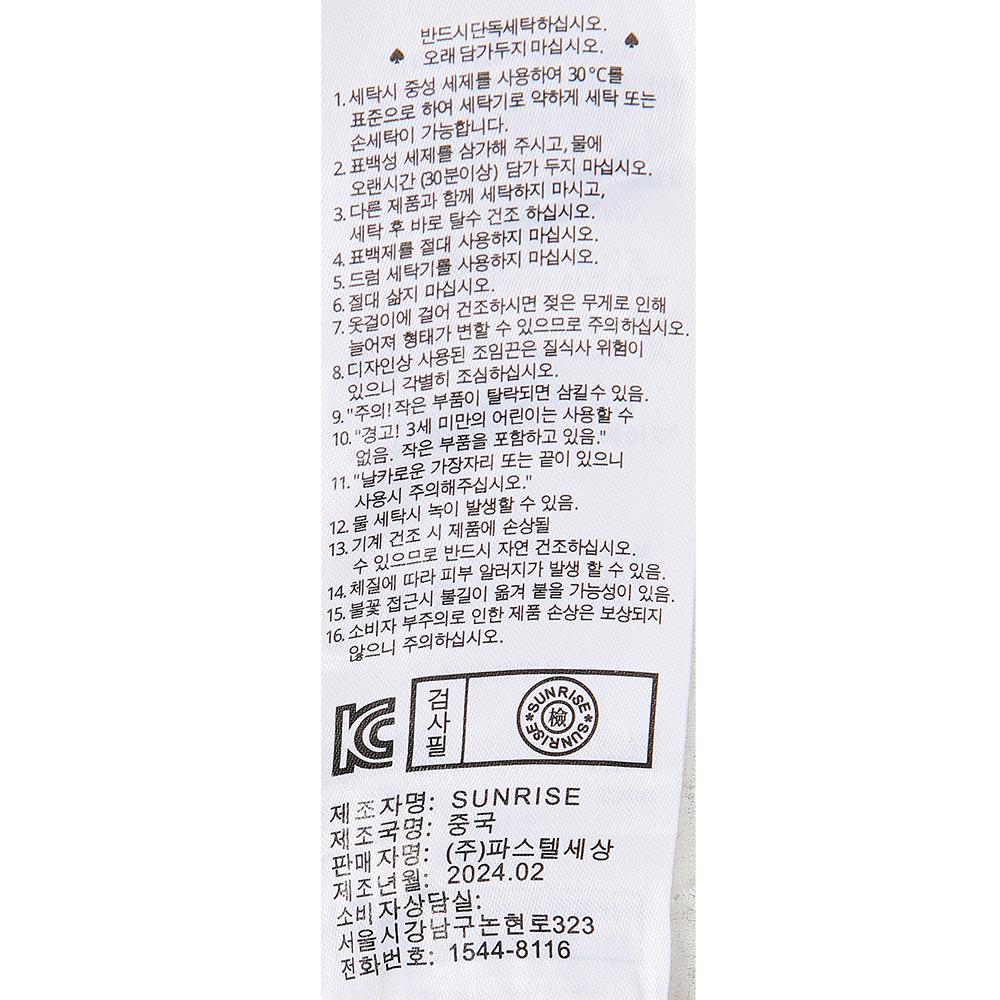 반드시단독세탁하십시오.
♠ 오래 담가두지 마십시오. ♠
1. 세탁시 중성 세제를 사용하여 30℃를
표준으로 하여 세탁기로 약하게 세탁 또는
손세탁이 가능합니다.
2. 표백성 세제를 삼가해 주시고, 물에
오랜시간 (30분이상) 담가 두지 마십시오.
3. 다른 제품과 함께 세탁하지 마시고,
세탁 후 바로 탈수 건조 하십시오.
4. 표백제를 절대 사용하지 마십시오.
5. 드럼 세탁기를 사용하지 마십시오.
6. 절대 삶지 마십시오.
7. 옷걸이에 걸어 건조하시면 젖은 무게로 인해
늘어져 형태가 변할 수 있으므로 주의하십시오.
8. 디자인상 사용된 조임끈은 질식사 위험이
있으니 각별히 조심하십시오.
9. "주의! 작은 부품이 탈락되면 삼킬수 있음.
10. "경고! 3세 미만의 어린이는 사용할 수
없음. 작은 부품을 포함하고 있음."
11. "날카로운 가장자리 또는 끝이 있으니
사용시 주의해주십시오."
12. 물 세탁시 녹이 발생할 수 있음.
13. 기계 건조 시 제품에 손상될
수 있으므로 반드시 자연 건조하십시오.
14. 체질에 따라 피부 알러지가 발생 할 수 있음.
15. 불꽃 접근시 불길이 옮겨 붙을 가능성이 있음.
16. 소비자 부주의로 인한 제품 손상은 보상되지
않으니 주의하십시오.
KC
검사필
*SUNRISE*SUNRISE
檢
제조자명: SUNRISE
제조국명: 중국
판매자명: (주)파스텔세상
제조년월: 2024.02
소비자상담실:
서울시강남구논현로323
전화번호: 1544-8116